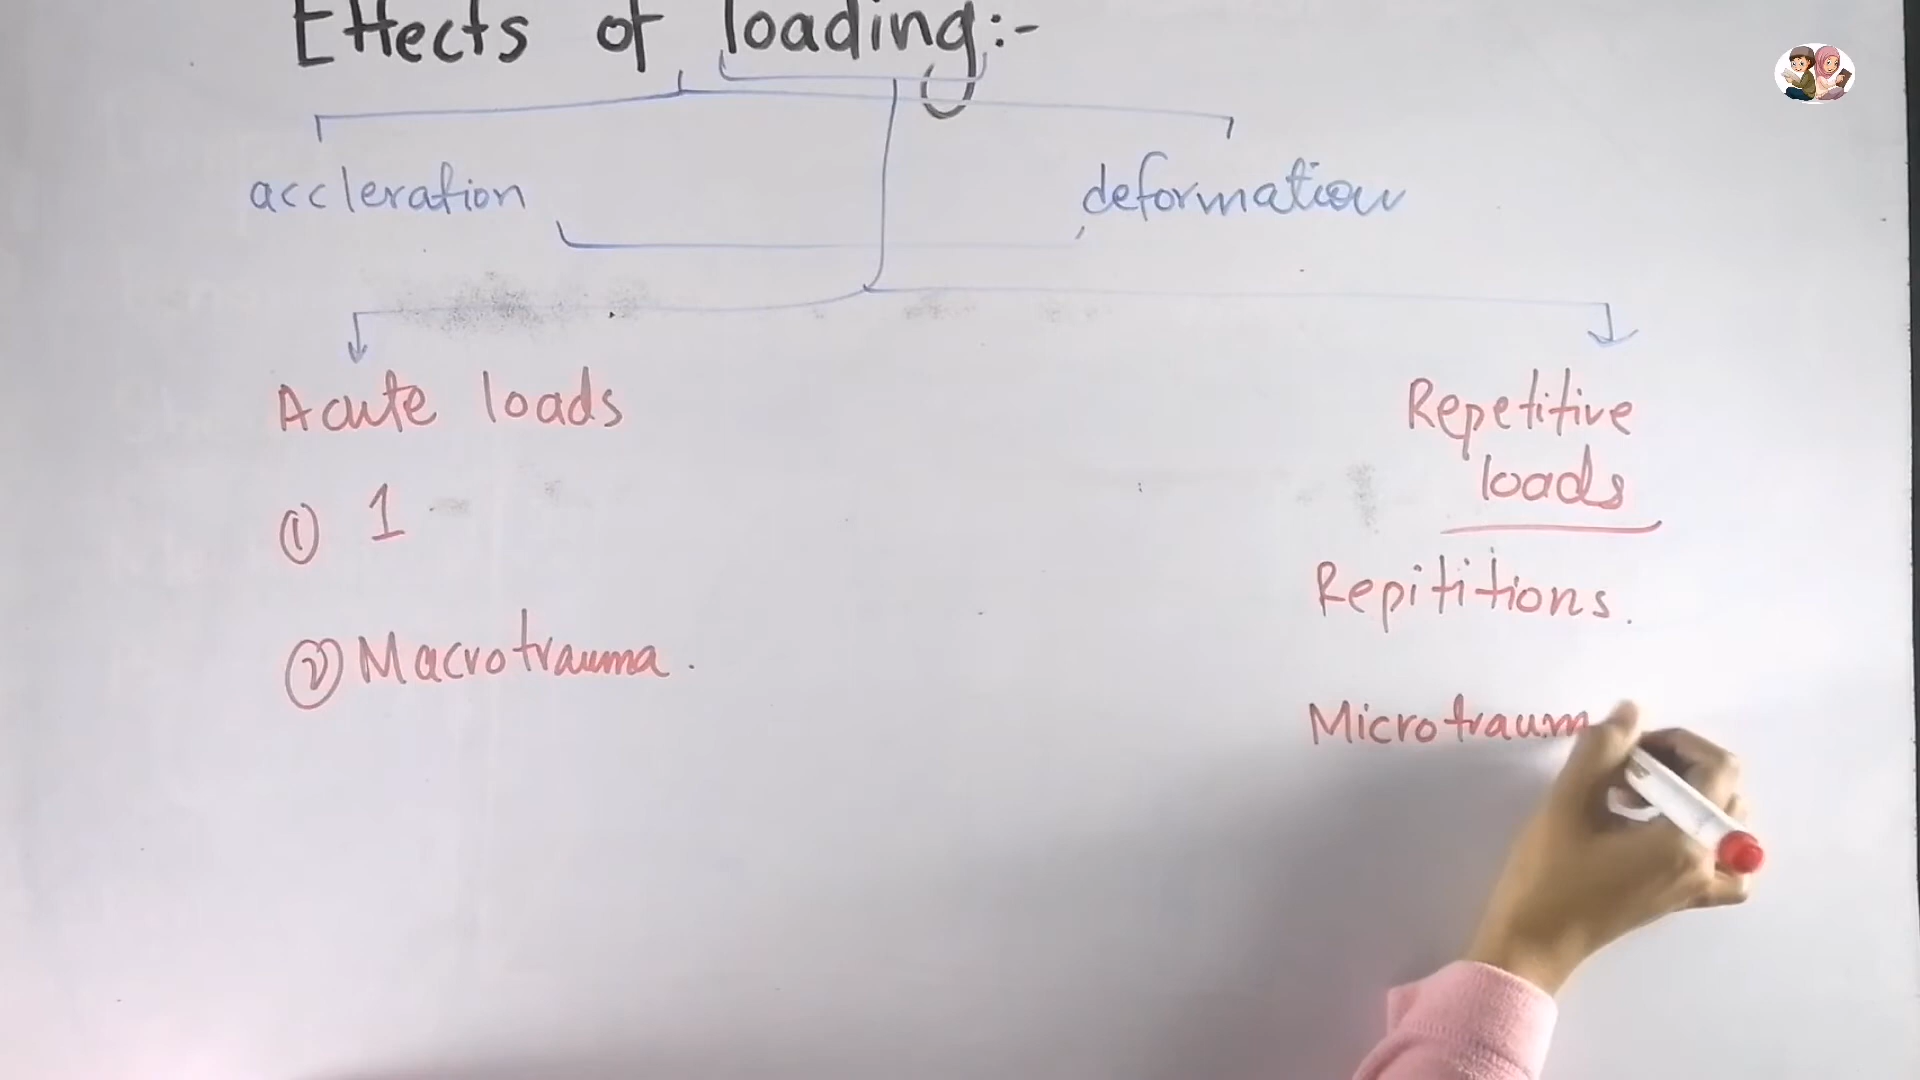 Effects of loading:-
accleration
deformation
Acute loads
① 1
② Macrotrauma.
Repetitive
loads
Repititions.
Microtraum